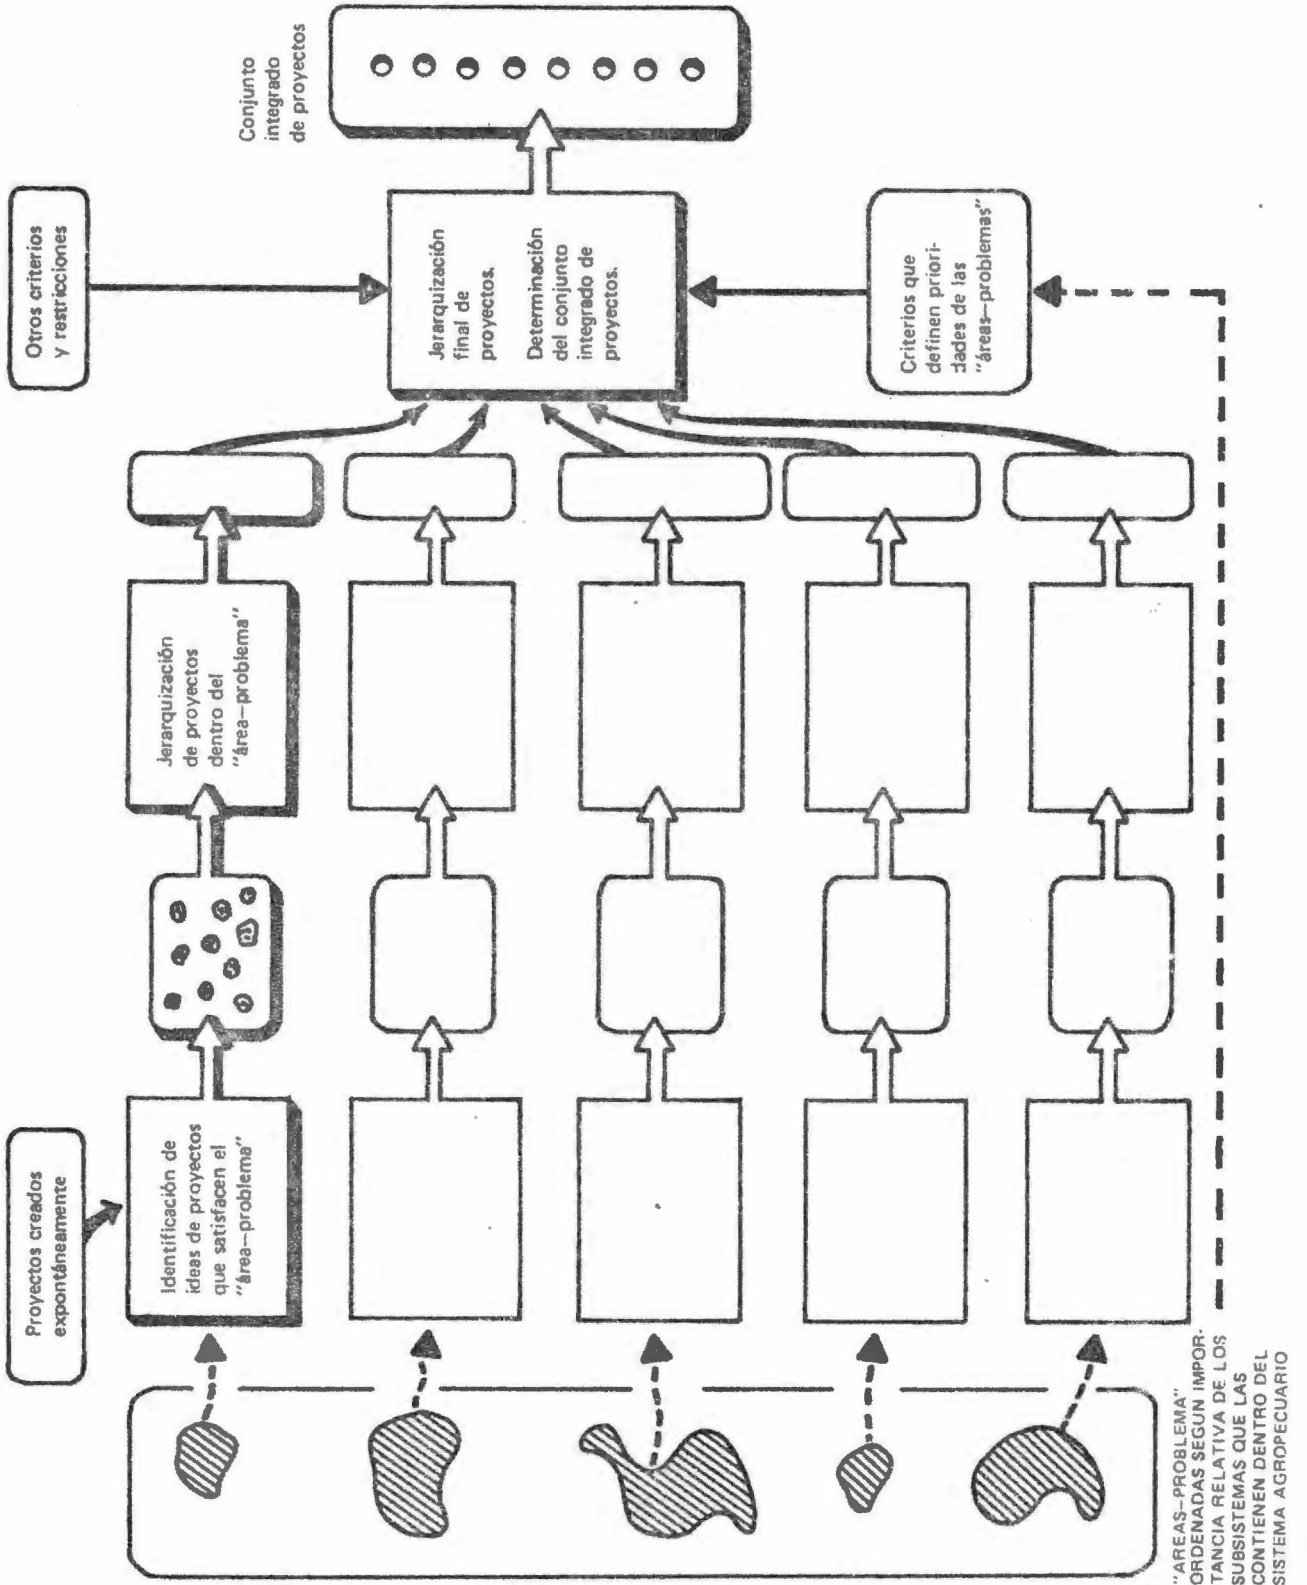 Proyectos creados
expontáneamente
Otros criterios
y restricciones
Conjunto
integrado
de proyectos
Identificación de
ideas de proyectos
que satisfacen el
"área—problema"
Jerarquización
de proyectos
dentro del
"área—problema"
Jerarquización
final de
proyectos.
Determinación
del conjunto
integrado de
proyectos.
Criterios que
definen priori-
dades de las
"áreas—problemas"
"AREAS—PROBLEMA"
ORDENADAS SEGUN IMPOR-
TANCIA RELATIVA DE LOS
SUBSISTEMAS QUE LAS
CONTIENEN DENTRO DEL
SISTEMA AGROPECUARIO